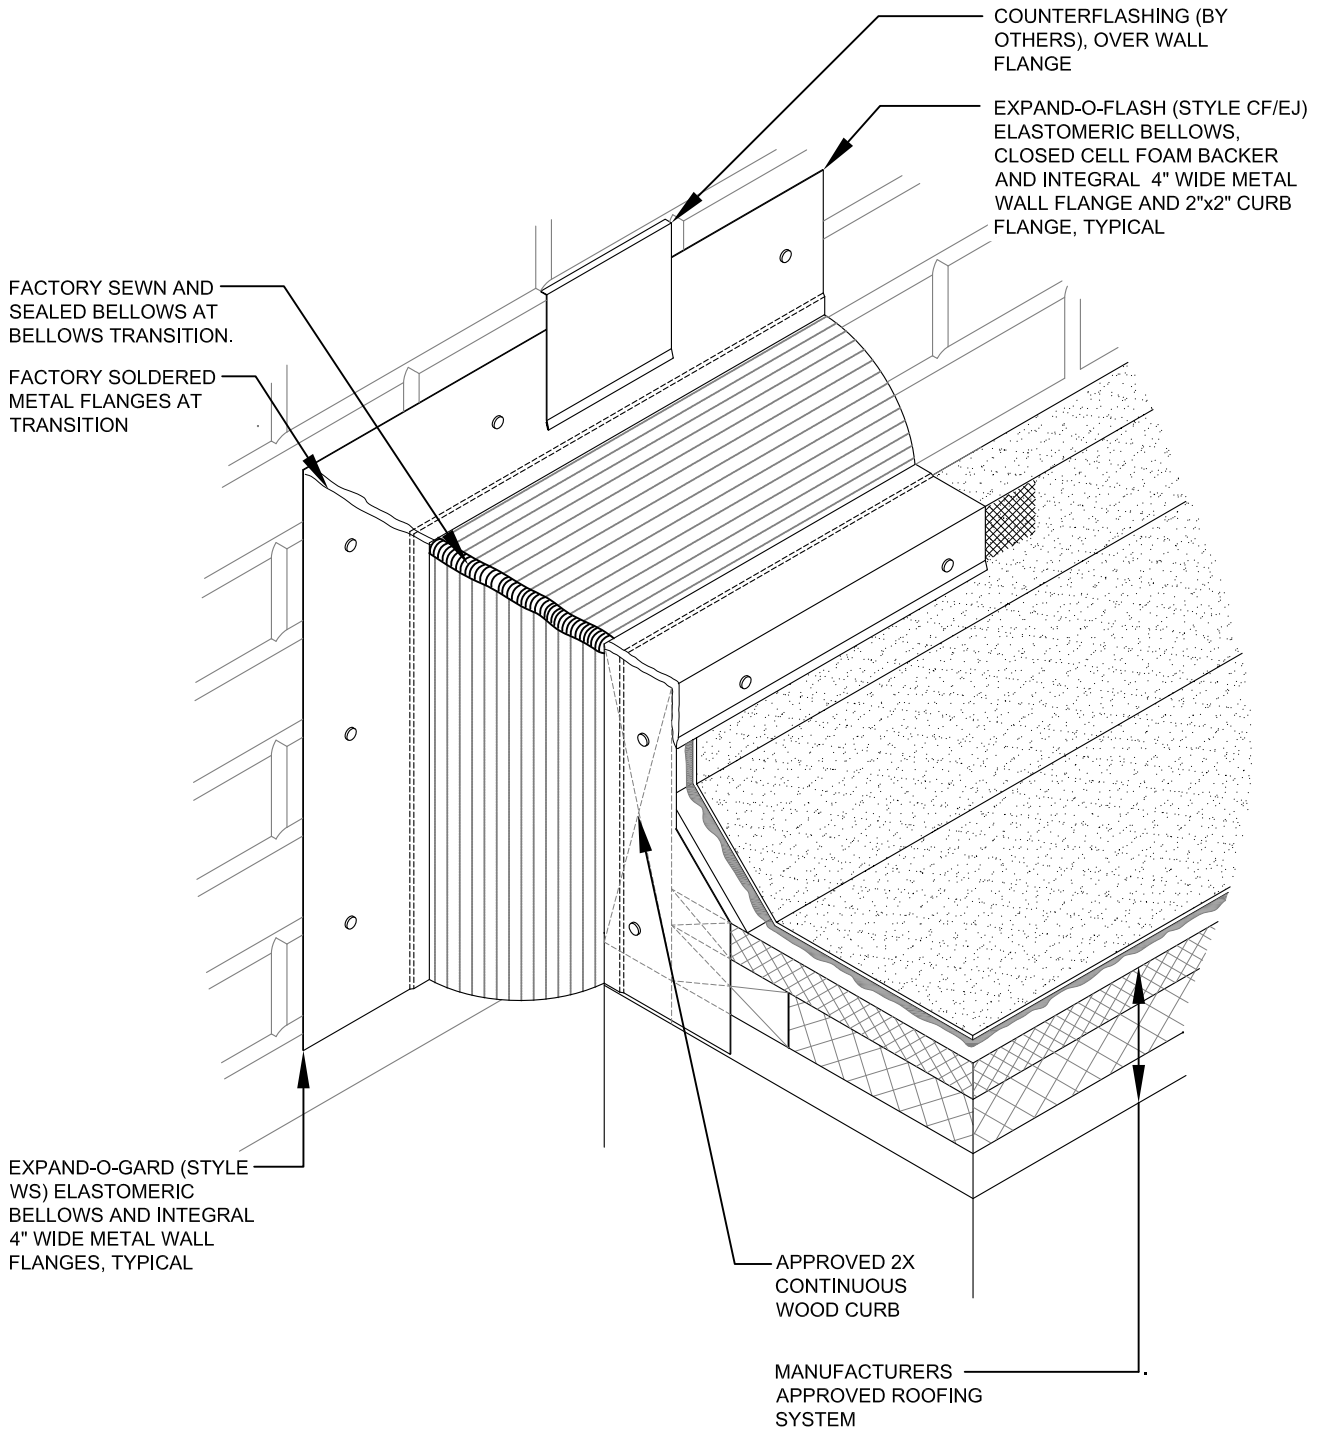 COUNTERFLASHING (BY
OTHERS), OVER WALL
FLANGE
EXPAND-O-FLASH (STYLE CF/EJ)
ELASTOMERIC BELLOWS,
CLOSED CELL FOAM BACKER
AND INTEGRAL 4" WIDE METAL
WALL FLANGE AND 2"x2" CURB
FLANGE, TYPICAL
FACTORY SEWN AND
SEALED BELLOWS AT
BELLOWS TRANSITION.
FACTORY SOLDERED
METAL FLANGES AT
TRANSITION
EXPAND-O-GARD (STYLE
WS) ELASTOMERIC
BELLOWS AND INTEGRAL
4" WIDE METAL WALL
FLANGES, TYPICAL
APPROVED 2X
CONTINUOUS
WOOD CURB
MANUFACTURERS
APPROVED ROOFING
SYSTEM